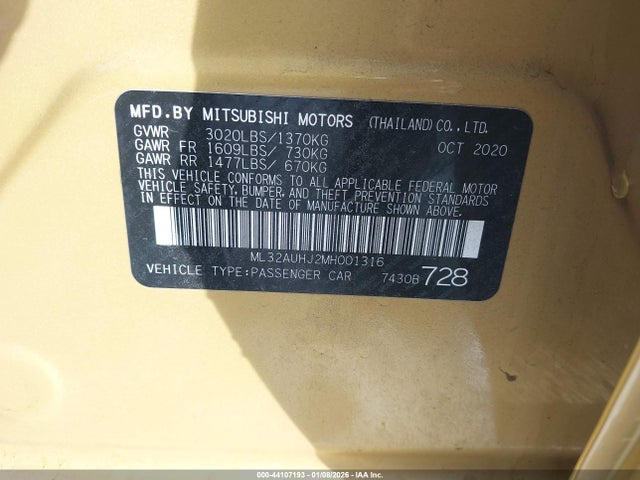 MFD.BY MITSUBISHI MOTORS (THAILAND)CO.,LTD.
GVWR 3020LBS/1370KG OCT 2020
GAWR FR 1609LBS/ 730KG
GAWR RR 1477LBS/ 670KG
THIS VEHICLE CONFORMS TO ALL APPLICABLE FEDERAL MOTOR
VEHICLE SAFETY, BUMPER, AND THEFT PREVENTION STANDARDS
IN EFFECT ON THE DATE OF MANUFACTURE SHOWN ABOVE.
ML32AUHJ2MH001316
VEHICLE TYPE:PASSENGER CAR 7430B 728
000-44107193 - 01/08/2026 - IAA Inc.